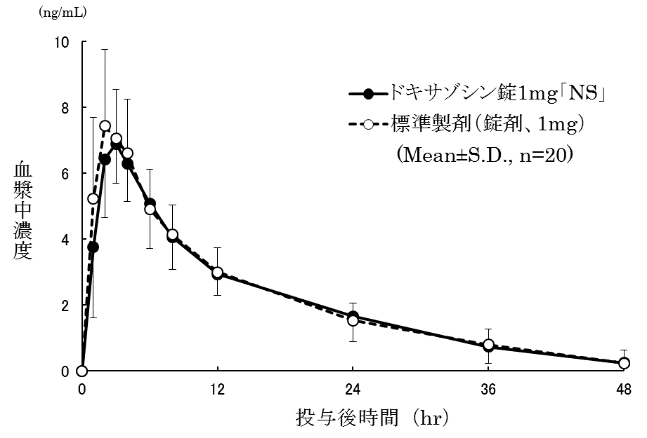 (ng/mL)
10
8
6
4
2
0
血漿中濃度
ドキサゾシン錠1mg「NS」
標準製剤(錠剤、1mg)
(Mean±S.D., n=20)
0 12 24 36 48
投与後時間 (hr)